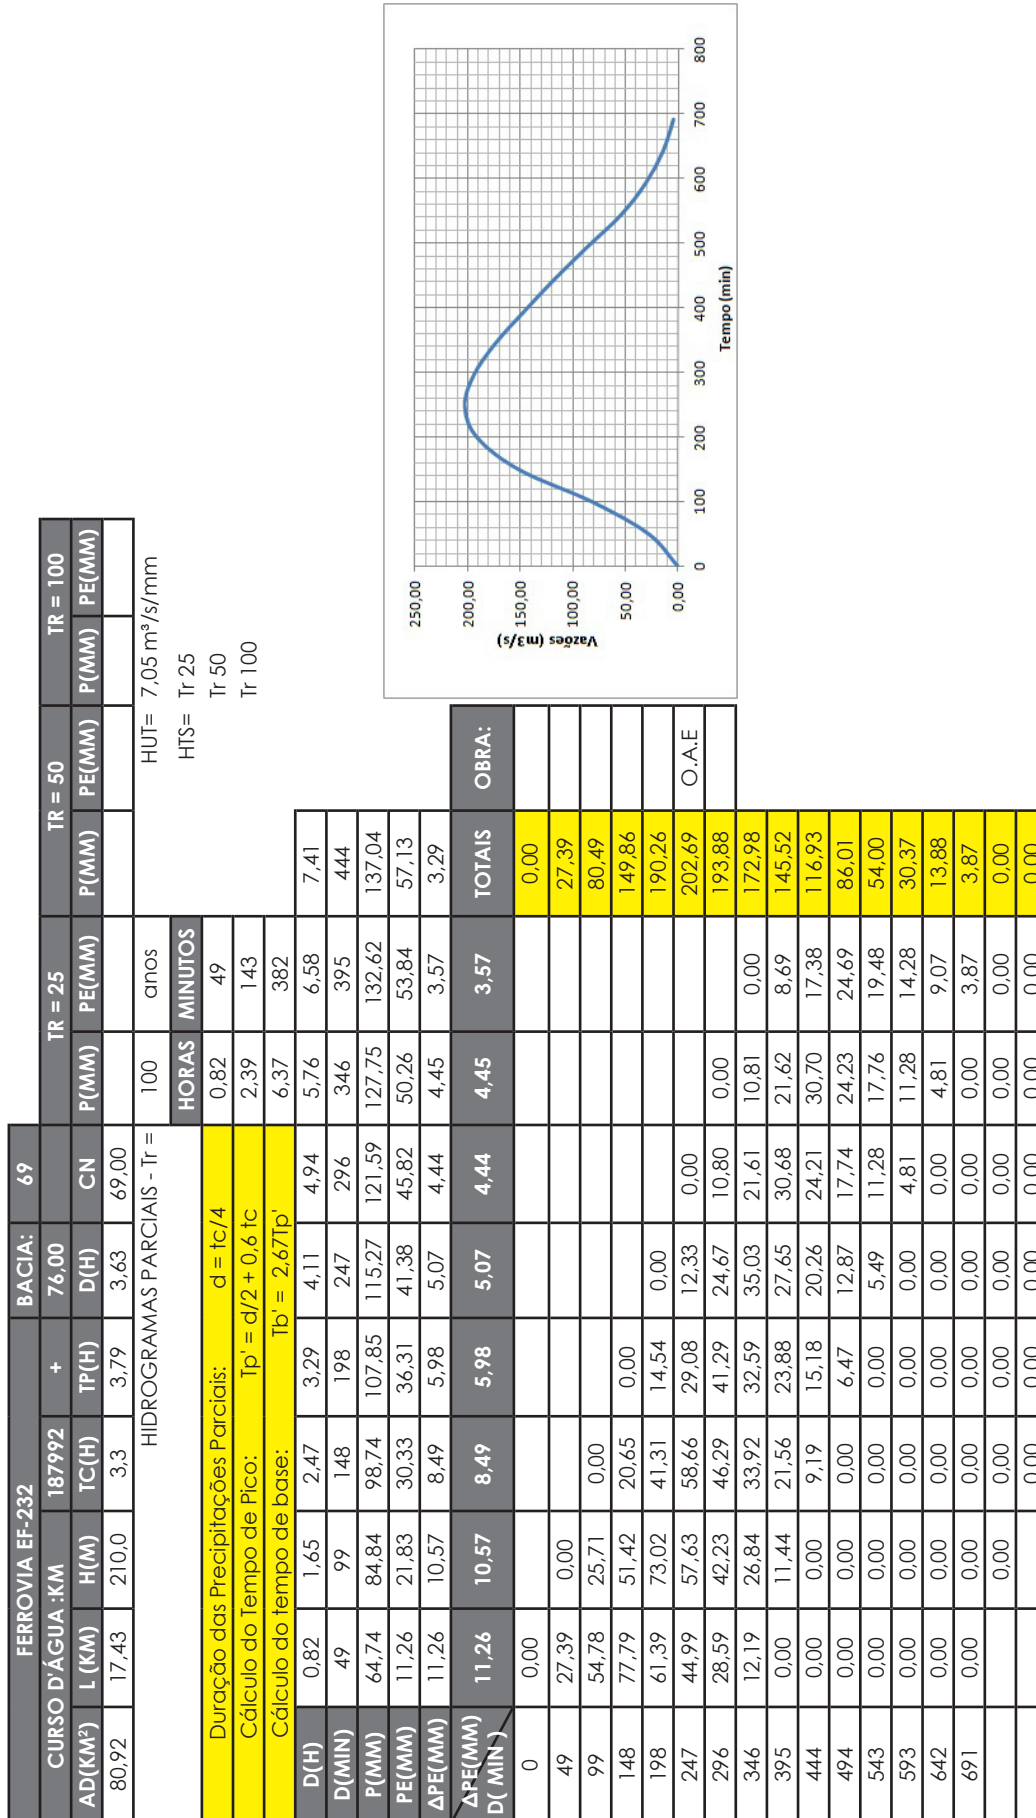 FERROVIA EF-232 BACIA: 69 TR = 25 TR = 50 TR = 100
CURSO D'ÁGUA :KM 187992 + 76,00
AD(KM²) L (KM) H(M) TC(H) TP(H) D(H) CN P(MM) PE(MM) P(MM) PE(MM) P(MM) PE(MM)
80,92 17,43 210,0 3,3 3,79 3,63 69,00
HIDROGRAMAS PARCIAIS - Tr = 100 anos HUT= 7,05 m³/s/mm
HORAS MINUTOS HTS= Tr 25
Duração das Precipitações Parciais: d = tc/4 0,82 49 Tr 50
Cálculo do Tempo de Pico: Tp' = d/2 + 0,6 tc 2,39 143 Tr 100
Cálculo do tempo de base: Tb' = 2,67Tp' 6,37 382
D(H) 0,82 1,65 2,47 3,29 4,11 4,94 5,76 6,58 7,41
D(MIN) 49 99 148 198 247 296 346 395 444
P(MM) 64,74 84,84 98,74 107,85 115,27 121,59 127,75 132,62 137,04
PE(MM) 11,26 21,83 30,33 36,31 41,38 45,82 50,26 53,84 57,13
ΔPE(MM) 11,26 10,57 8,49 5,98 5,07 4,44 4,45 3,57 3,29
ΔPE(MM) D( MIN ) 11,26 10,57 8,49 5,98 5,07 4,44 4,45 3,57 TOTAIS OBRA:
0 0,00 0,00
49 27,39 0,00 27,39
99 54,78 25,71 0,00 80,49
148 77,79 51,42 20,65 0,00 149,86
198 61,39 73,02 41,31 14,54 0,00 190,26
247 44,99 57,63 58,66 29,08 12,33 0,00 202,69 O.A.E
296 28,59 42,23 46,29 41,29 24,67 10,80 0,00 193,88
346 12,19 26,84 33,92 32,59 35,03 21,61 10,81 0,00 172,98
395 0,00 11,44 21,56 23,88 27,65 30,68 21,62 8,69 145,52
444 0,00 0,00 9,19 15,18 20,26 24,21 30,70 17,38 116,93
494 0,00 0,00 0,00 6,47 12,87 17,74 24,23 24,69 86,01
543 0,00 0,00 0,00 0,00 5,49 11,28 17,76 19,48 54,00
593 0,00 0,00 0,00 0,00 0,00 4,81 11,28 14,28 30,37
642 0,00 0,00 0,00 0,00 0,00 0,00 4,81 9,07 13,88
691 0,00 0,00 0,00 0,00 0,00 0,00 0,00 3,87 3,87
0,00 0,00 0,00 0,00 0,00 0,00 0,00 0,00
0,00 0,00 0,00 0,00 0,00 0,00 0,00
Vazões (m3/s)
250,00
200,00
150,00
100,00
50,00
0,00
0 100 200 300 400 500 600 700 800
Tempo (min)